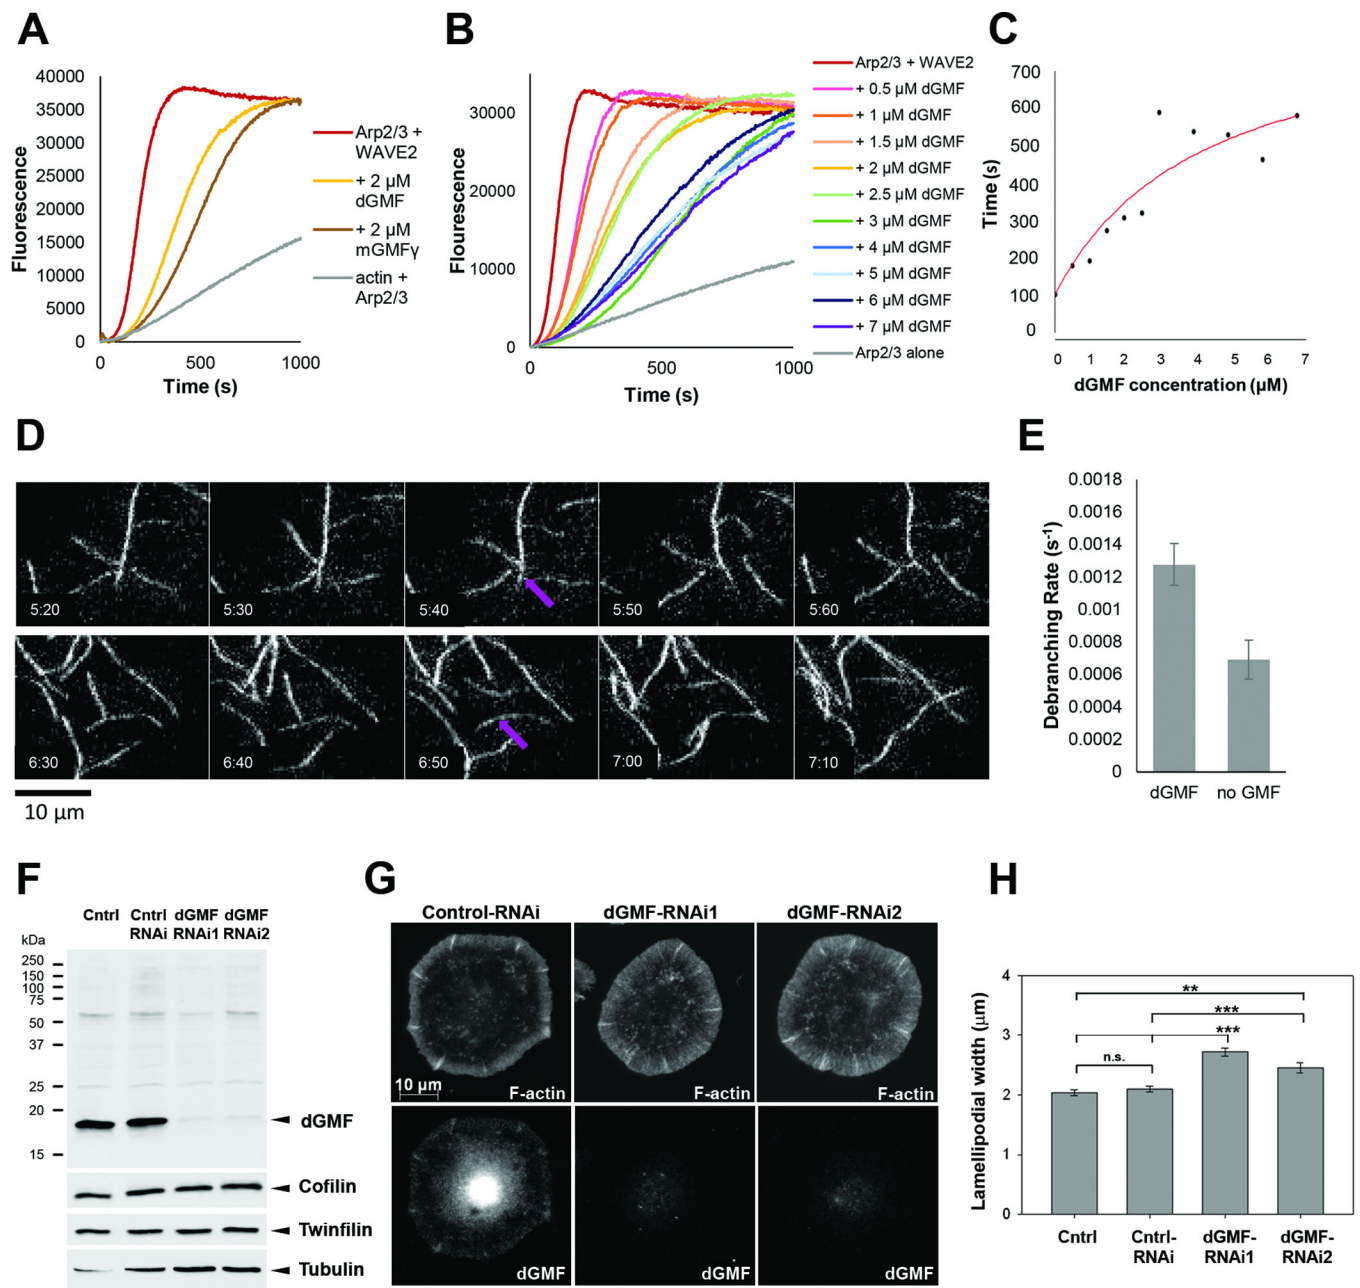 A
Fluorescence
40000
35000
30000
25000
20000
15000
10000
5000
0
0
500
1000
Time (s)
Arp2/3 +
WAVE2
+ 2 µM
dGMF
+ 2 µM
mGMFγ
actin +
Arp2/3
B
Flourescence
30000
20000
10000
0
0
500
1000
Time (s)
Arp2/3 + WAVE2
+ 0.5 µM dGMF
+ 1 µM dGMF
+ 1.5 µM dGMF
+ 2 µM dGMF
+ 2.5 µM dGMF
+ 3 µM dGMF
+ 4 µM dGMF
+ 5 µM dGMF
+ 6 µM dGMF
+ 7 µM dGMF
Arp2/3 alone
C
Time (s)
700
600
500
400
300
200
100
0
0 1 2 3 4 5 6 7
dGMF concentration (µM)
D
5:20
5:30
5:40
5:50
5:60
6:30
6:40
6:50
7:00
7:10
10 µm
E
Debranching Rate (s-1)
0.0018
0.0016
0.0014
0.0012
0.001
0.0008
0.0006
0.0004
0.0002
0
dGMF no GMF
F
Cntrl
Cntrl
RNAi
dGMF
RNAi1
dGMF
RNAi2
kDa
250
150
100
75
50
37
25
20
15
dGMF
Cofilin
Twinfilin
Tubulin
G
Control-RNAi
dGMF-RNAi1
dGMF-RNAi2
10 µm
F-actin
F-actin
F-actin
dGMF
dGMF
dGMF
H
Lamellipodial width (µm)
4
3
2
1
0
**
***
***
n.s.
Cntrl
Cntrl-
RNAi
dGMF-
RNAi1
dGMF-
RNAi2